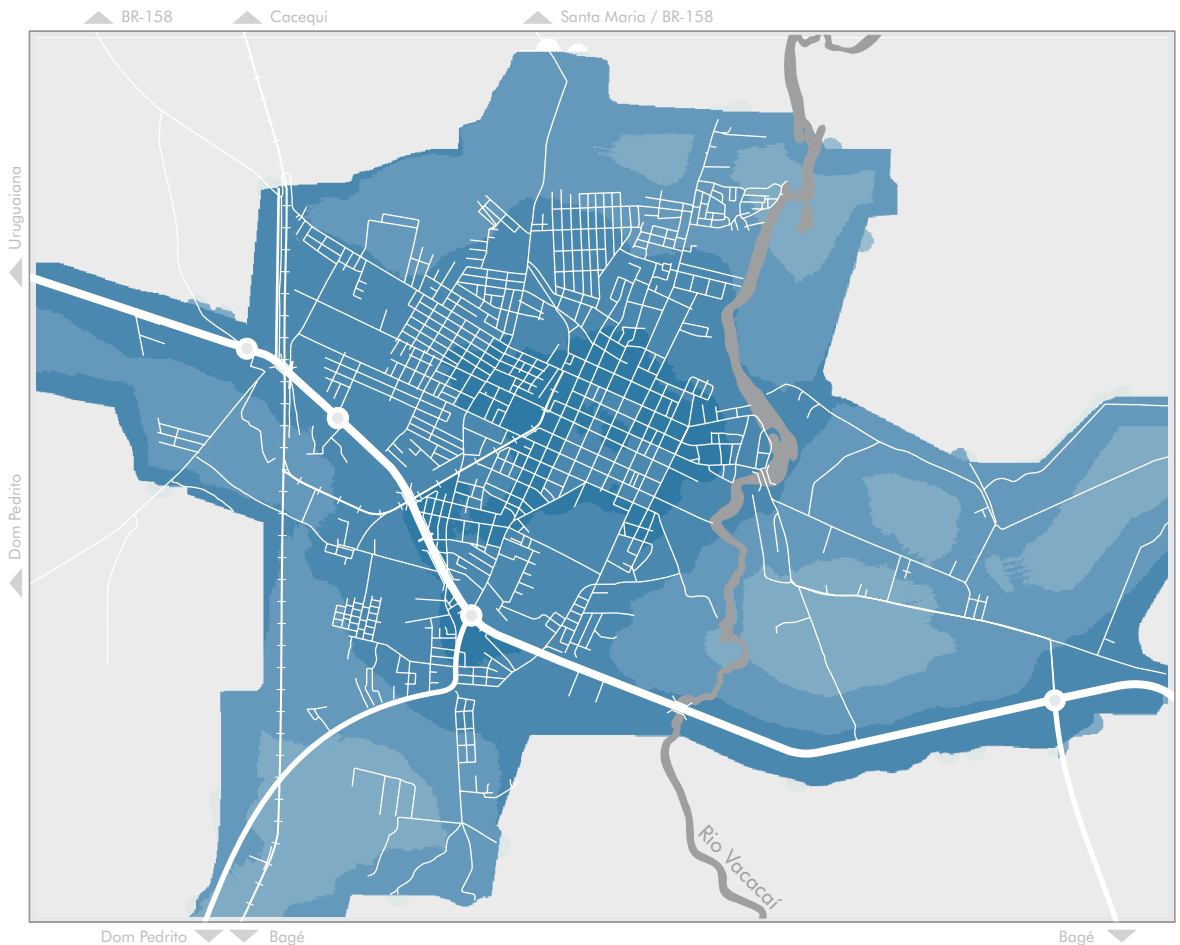 BR-158
Cacequi
Santa Maria / BR-158
Uruguaiana
Dom Pedrito
Rio Vacacaí
Dom Pedrito
Bagé
Bagé